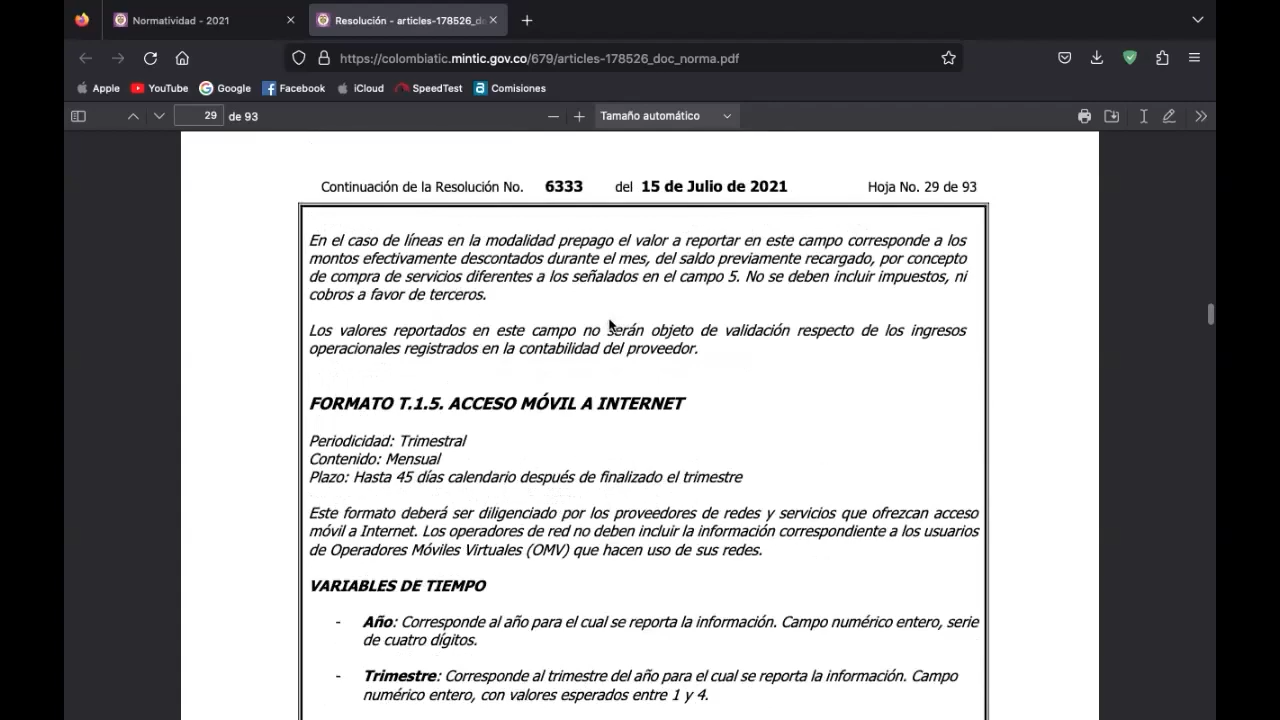 Normatividad - 2021
Resolución - articles-178526_do
https://colombiatic.mintic.gov.co/679/articles-178526_doc_norma.pdf
Apple YouTube Google Facebook iCloud SpeedTest Comisiones
29 de 93 Tamaño automático
Continuación de la Resolución No. 6333 del 15 de Julio de 2021 Hoja No. 29 de 93
En el caso de líneas en la modalidad prepago el valor a reportar en este campo corresponde a los
montos efectivamente descontados durante el mes, del saldo previamente recargado, por concepto
de compra de servicios diferentes a los señalados en el campo 5. No se deben incluir impuestos, ni
cobros a favor de terceros.
Los valores reportados en este campo no serán objeto de validación respecto de los ingresos
operacionales registrados en la contabilidad del proveedor.
FORMATO T.1.5. ACCESO MÓVIL A INTERNET
Periodicidad: Trimestral
Contenido: Mensual
Plazo: Hasta 45 días calendario después de finalizado el trimestre
Este formato deberá ser diligenciado por los proveedores de redes y servicios que ofrezcan acceso
móvil a Internet. Los operadores de red no deben incluir la información correspondiente a los usuarios
de Operadores Móviles Virtuales (OMV) que hacen uso de sus redes.
VARIABLES DE TIEMPO
- Año: Corresponde al año para el cual se reporta la información. Campo numérico entero, serie
de cuatro dígitos.
- Trimestre: Corresponde al trimestre del año para el cual se reporta la información. Campo
numérico entero, con valores esperados entre 1 y 4.